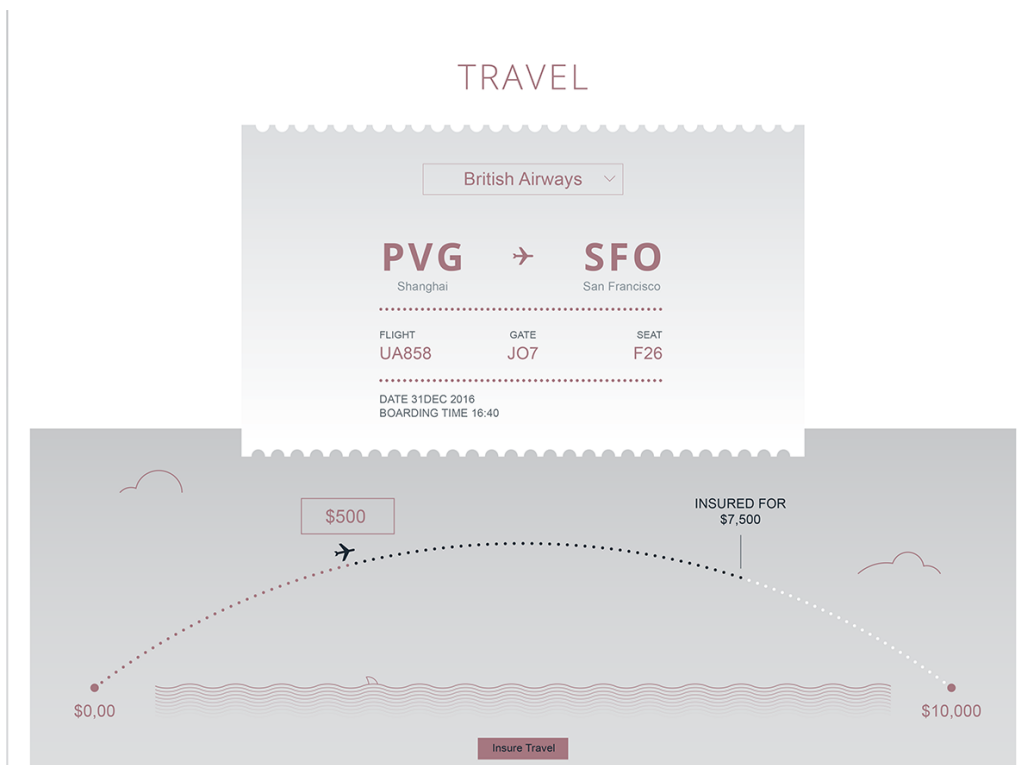 TRAVEL
British Airways
PVG SFO
Shanghai San Francisco
FLIGHT GATE SEAT
UA858 JO7 F26
DATE 31DEC 2016
BOARDING TIME 16:40
INSURED FOR
$7,500
$500
$0,00 $10,000
Insure Travel